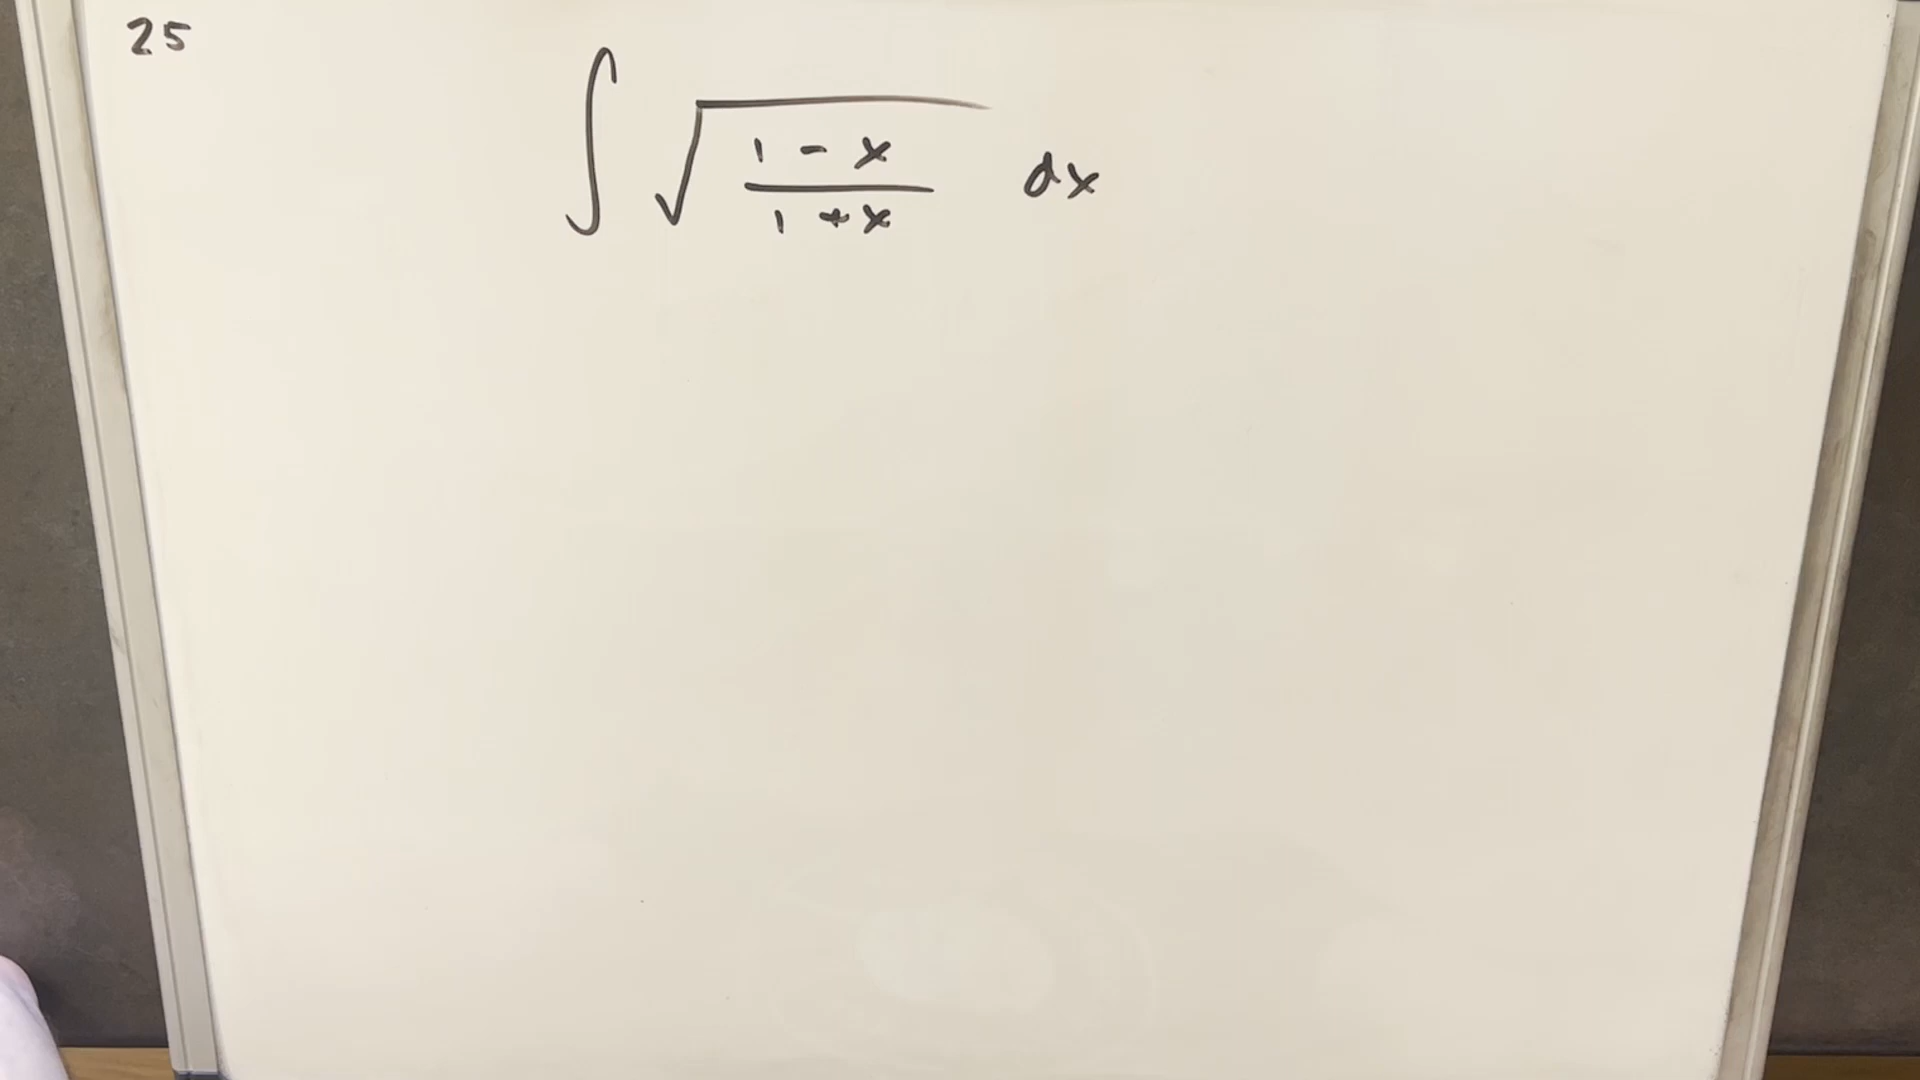 25
∫ √((1 - x)/(1 + x)) dx